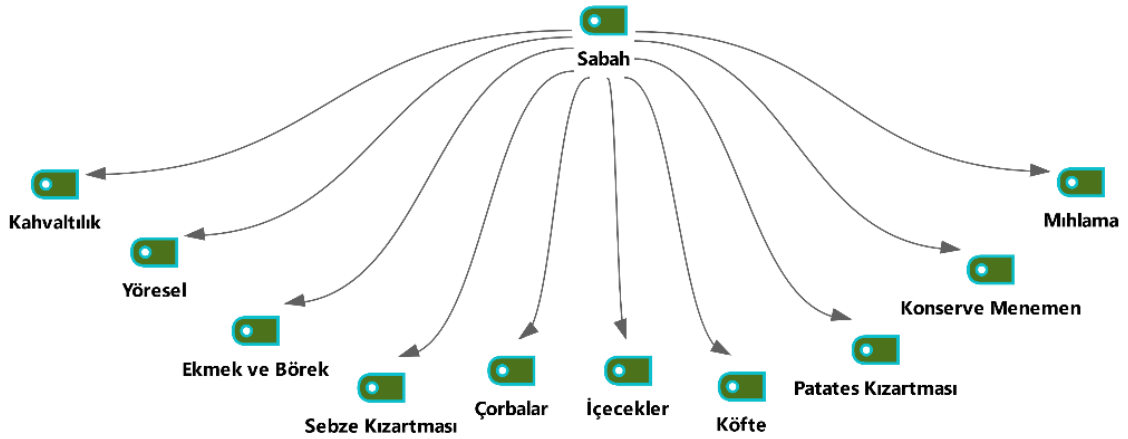 Sabah
Kahvaltılık
Yöresel
Ekmek ve Börek
Sebze Kızartması
Çorbalar
İçecekler
Köfte
Patates Kızartması
Konserve Menemen
Mıhlama